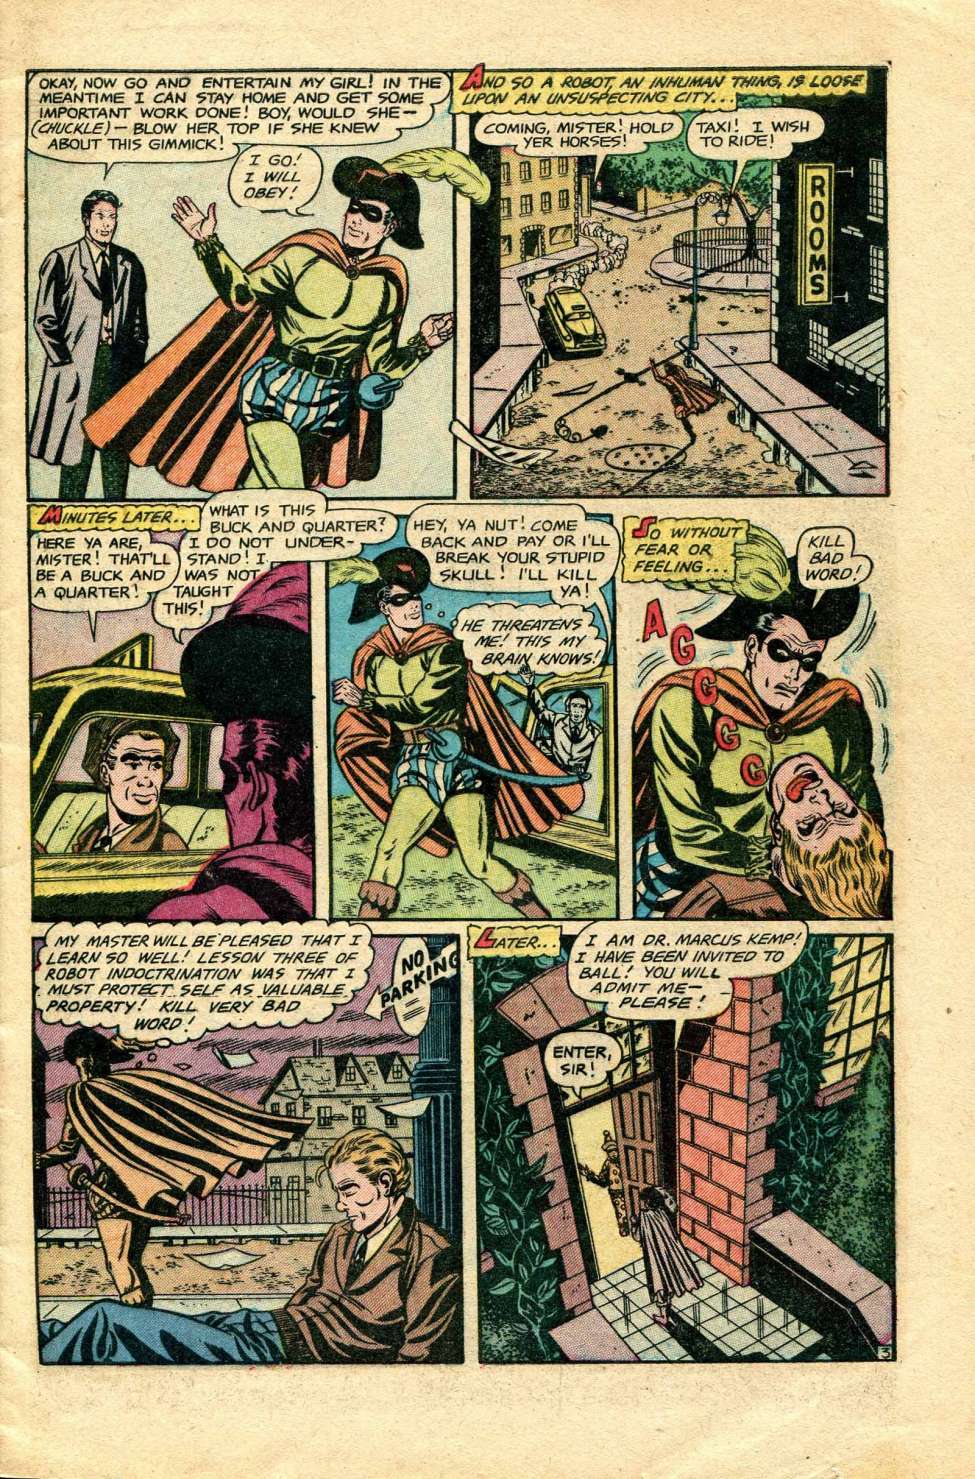 OKAY, NOW GO AND ENTERTAIN MY GIRL! IN THE
MEANTIME I CAN STAY HOME AND GET SOME
IMPORTANT WORK DONE! BOY, WOULD SHE—
(CHUCKLE)— BLOW HER TOP IF SHE KNEW
ABOUT THIS GIMMICK!
I GO!
I WILL
OBEY!
AND SO A ROBOT, AN INHUMAN THING, IS LOOSE
UPON AN UNSUSPECTING CITY...
COMING, MISTER! HOLD
YER HORSES!
TAXI! I WISH
TO RIDE!
ROOMS
MINUTES LATER...
HERE YA ARE,
MISTER! THAT'LL
BE A BUCK AND
A QUARTER!
WHAT IS THIS
BUCK AND QUARTER?
I DO NOT UNDER-
STAND! I
WAS NOT
TAUGHT
THIS!
HEY, YA NUT! COME
BACK AND PAY OR I'LL
BREAK YOUR STUPID
SKULL! I'LL KILL
YA!
HE THREATENS
ME! THIS MY
BRAIN KNOWS!
SO WITHOUT
FEAR OR
FEELING...
KILL
BAD
WORD!
AGGGGG
MY MASTER WILL BE PLEASED THAT I
LEARN SO WELL! LESSON THREE OF
ROBOT INDOCTRINATION WAS THAT I
MUST PROTECT SELF AS VALUABLE
PROPERTY! KILL VERY BAD
WORD!
NO
PARKING
LATER...
I AM DR. MARCUS KEMP!
I HAVE BEEN INVITED TO
BALL! YOU WILL
ADMIT ME—
PLEASE!
ENTER,
SIR!
3